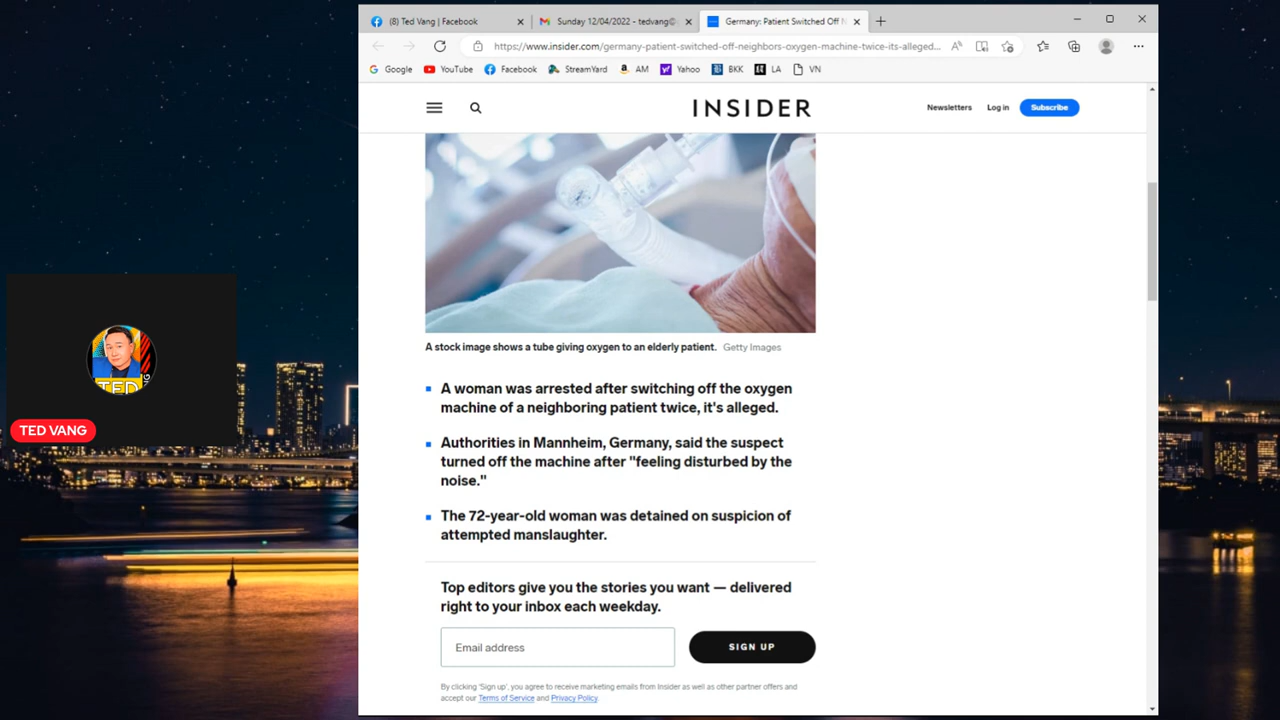 (8) Ted Vang | Facebook
Sunday 12/04/2022 - tedvang@
Germany: Patient Switched Off N
https://www.insider.com/germany-patient-switched-off-neighbors-oxygen-machine-twice-its-alleged...
Google YouTube Facebook StreamYard AM Yahoo BKK LA VN
INSIDER
Newsletters Log in Subscribe
A stock image shows a tube giving oxygen to an elderly patient. Getty Images
A woman was arrested after switching off the oxygen
machine of a neighboring patient twice, it's alleged.
Authorities in Mannheim, Germany, said the suspect
turned off the machine after "feeling disturbed by the
noise."
The 72-year-old woman was detained on suspicion of
attempted manslaughter.
Top editors give you the stories you want — delivered
right to your inbox each weekday.
Email address
SIGN UP
By clicking 'Sign up', you agree to receive marketing emails from Insider as well as other partner offers and
accept our Terms of Service and Privacy Policy.
TED
TED VANG